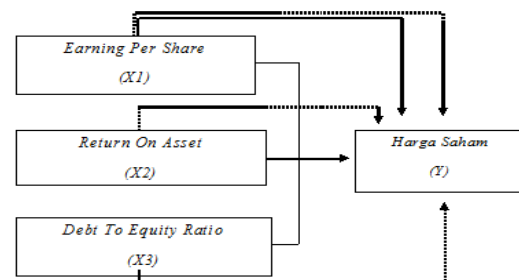 Earning Per Share
(X1)
Return On Asset
(X2)
Harga Saham
(Y)
Debt To Equity Ratio
(X3)